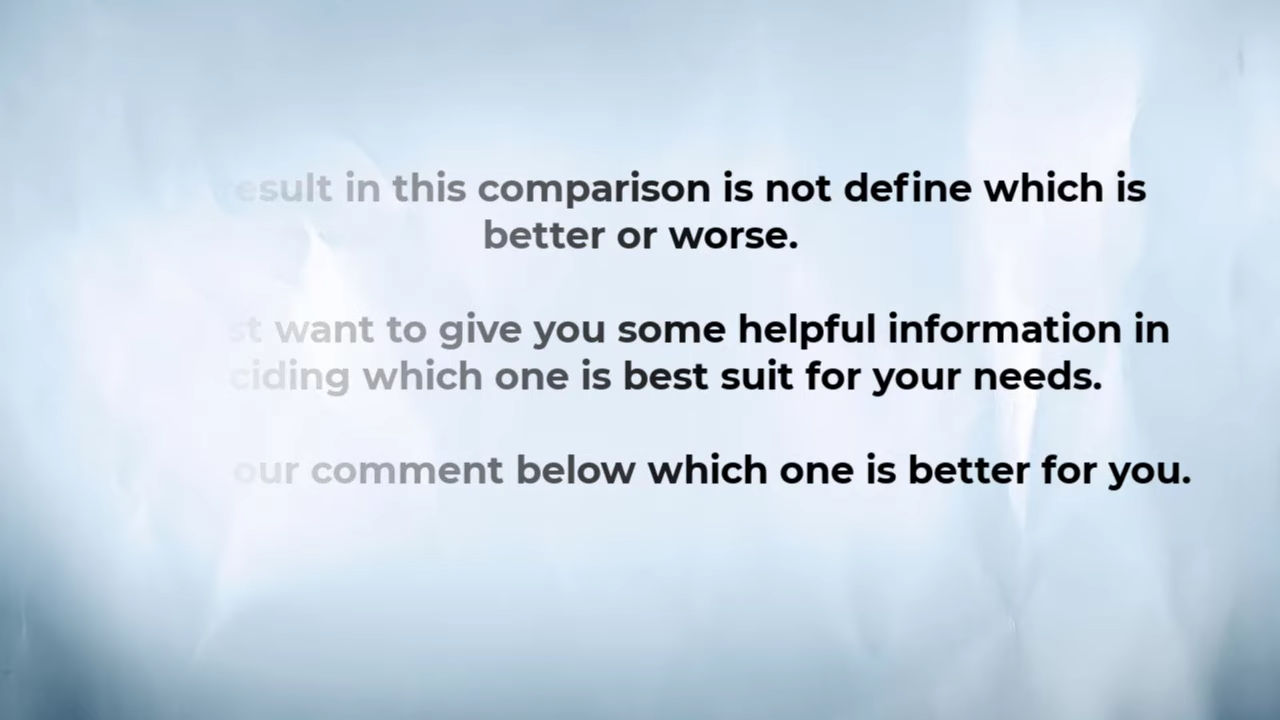 result in this comparison is not define which is
better or worse.
want to give you some helpful information in
which one is best suit for your needs.
comment below which one is better for you.